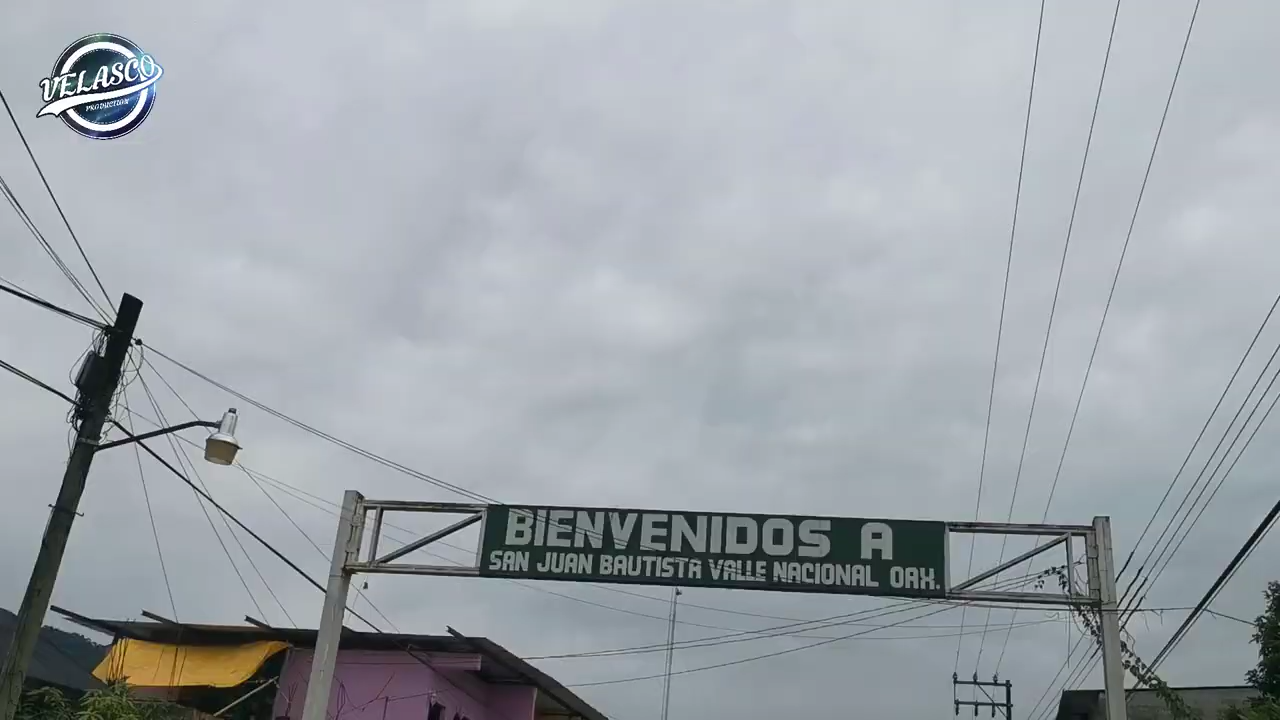 VELASCO
PRODUCTION
BIENVENIDOS A
SAN JUAN BAUTISTA VALLE NACIONAL OAX.